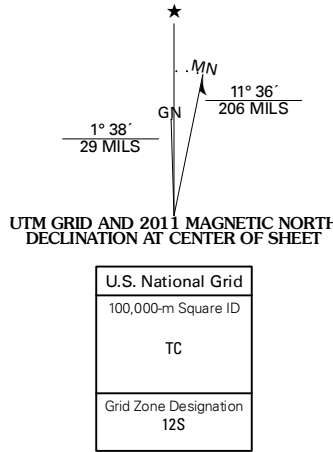 ★
MN
GN
11° 36´
206 MILS
1° 38´
29 MILS
UTM GRID AND 2011 MAGNETIC NORTH
DECLINATION AT CENTER OF SHEET
U.S. National Grid
100,000-m Square ID
TC
Grid Zone Designation
12S